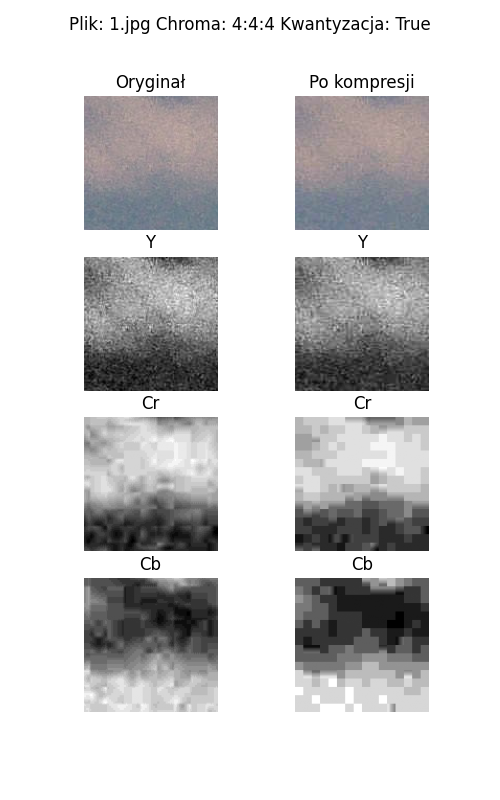 Plik: 1.jpg Chroma: 4:4:4 Kwantyzacja: True
Oryginał Po kompresji
Y Y
Cr Cr
Cb Cb